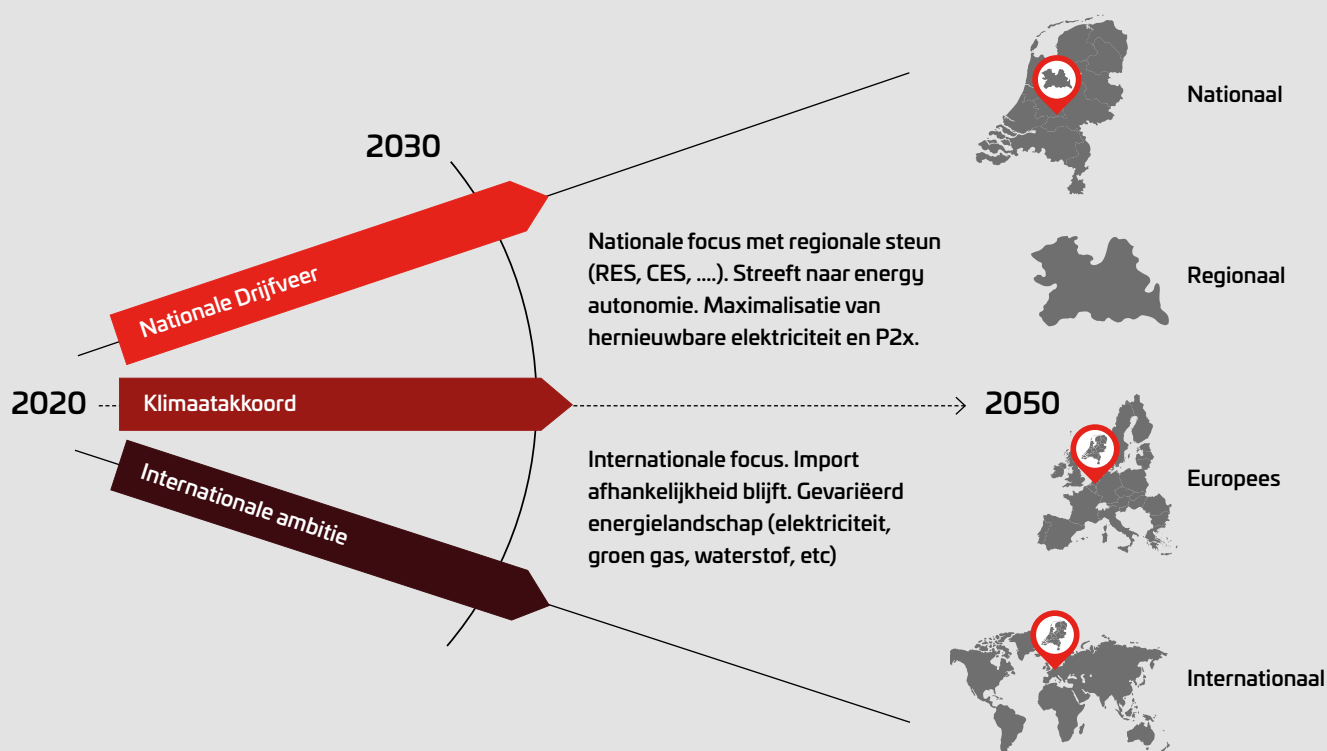 2030
Nationale Drijfveer
2020
Klimaatakkoord
Internationale ambitie
Nationale focus met regionale steun
(RES, CES, ....). Streeft naar energy
autonomie. Maximalisatie van
hernieuwbare elektriciteit en P2x.
2050
Internationale focus. Import
afhankelijkheid blijft. Gevariëerd
energielandschap (elektriciteit,
groen gas, waterstof, etc)
Nationaal
Regionaal
Europees
Internationaal